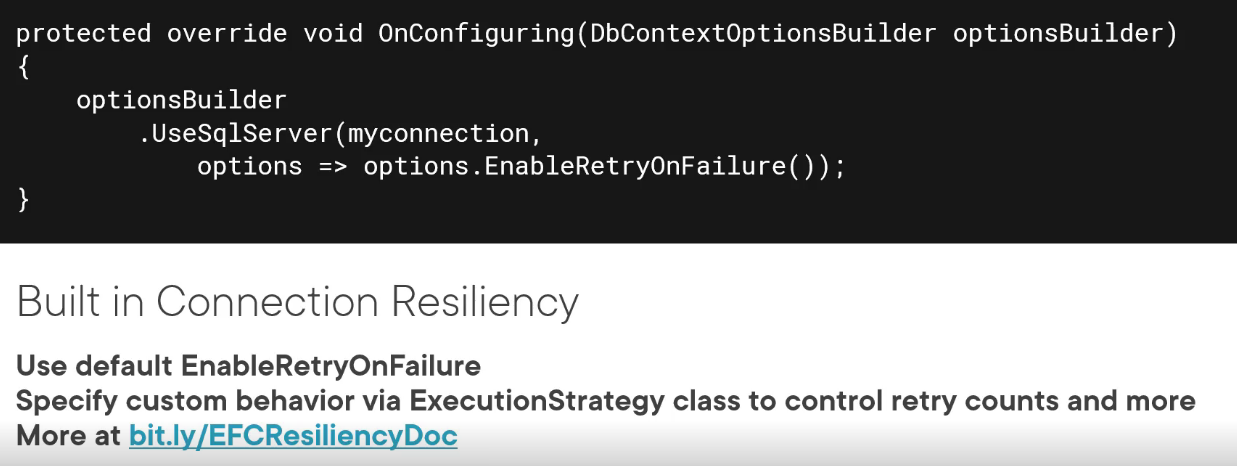 protected override void OnConfiguring(DbContextOptionsBuilder optionsBuilder)
{
    optionsBuilder
        .UseSqlServer(myconnection,
            options => options.EnableRetryOnFailure());
}
Built in Connection Resiliency
Use default EnableRetryOnFailure
Specify custom behavior via ExecutionStrategy class to control retry counts and more
More at bit.ly/EFCResiliencyDoc